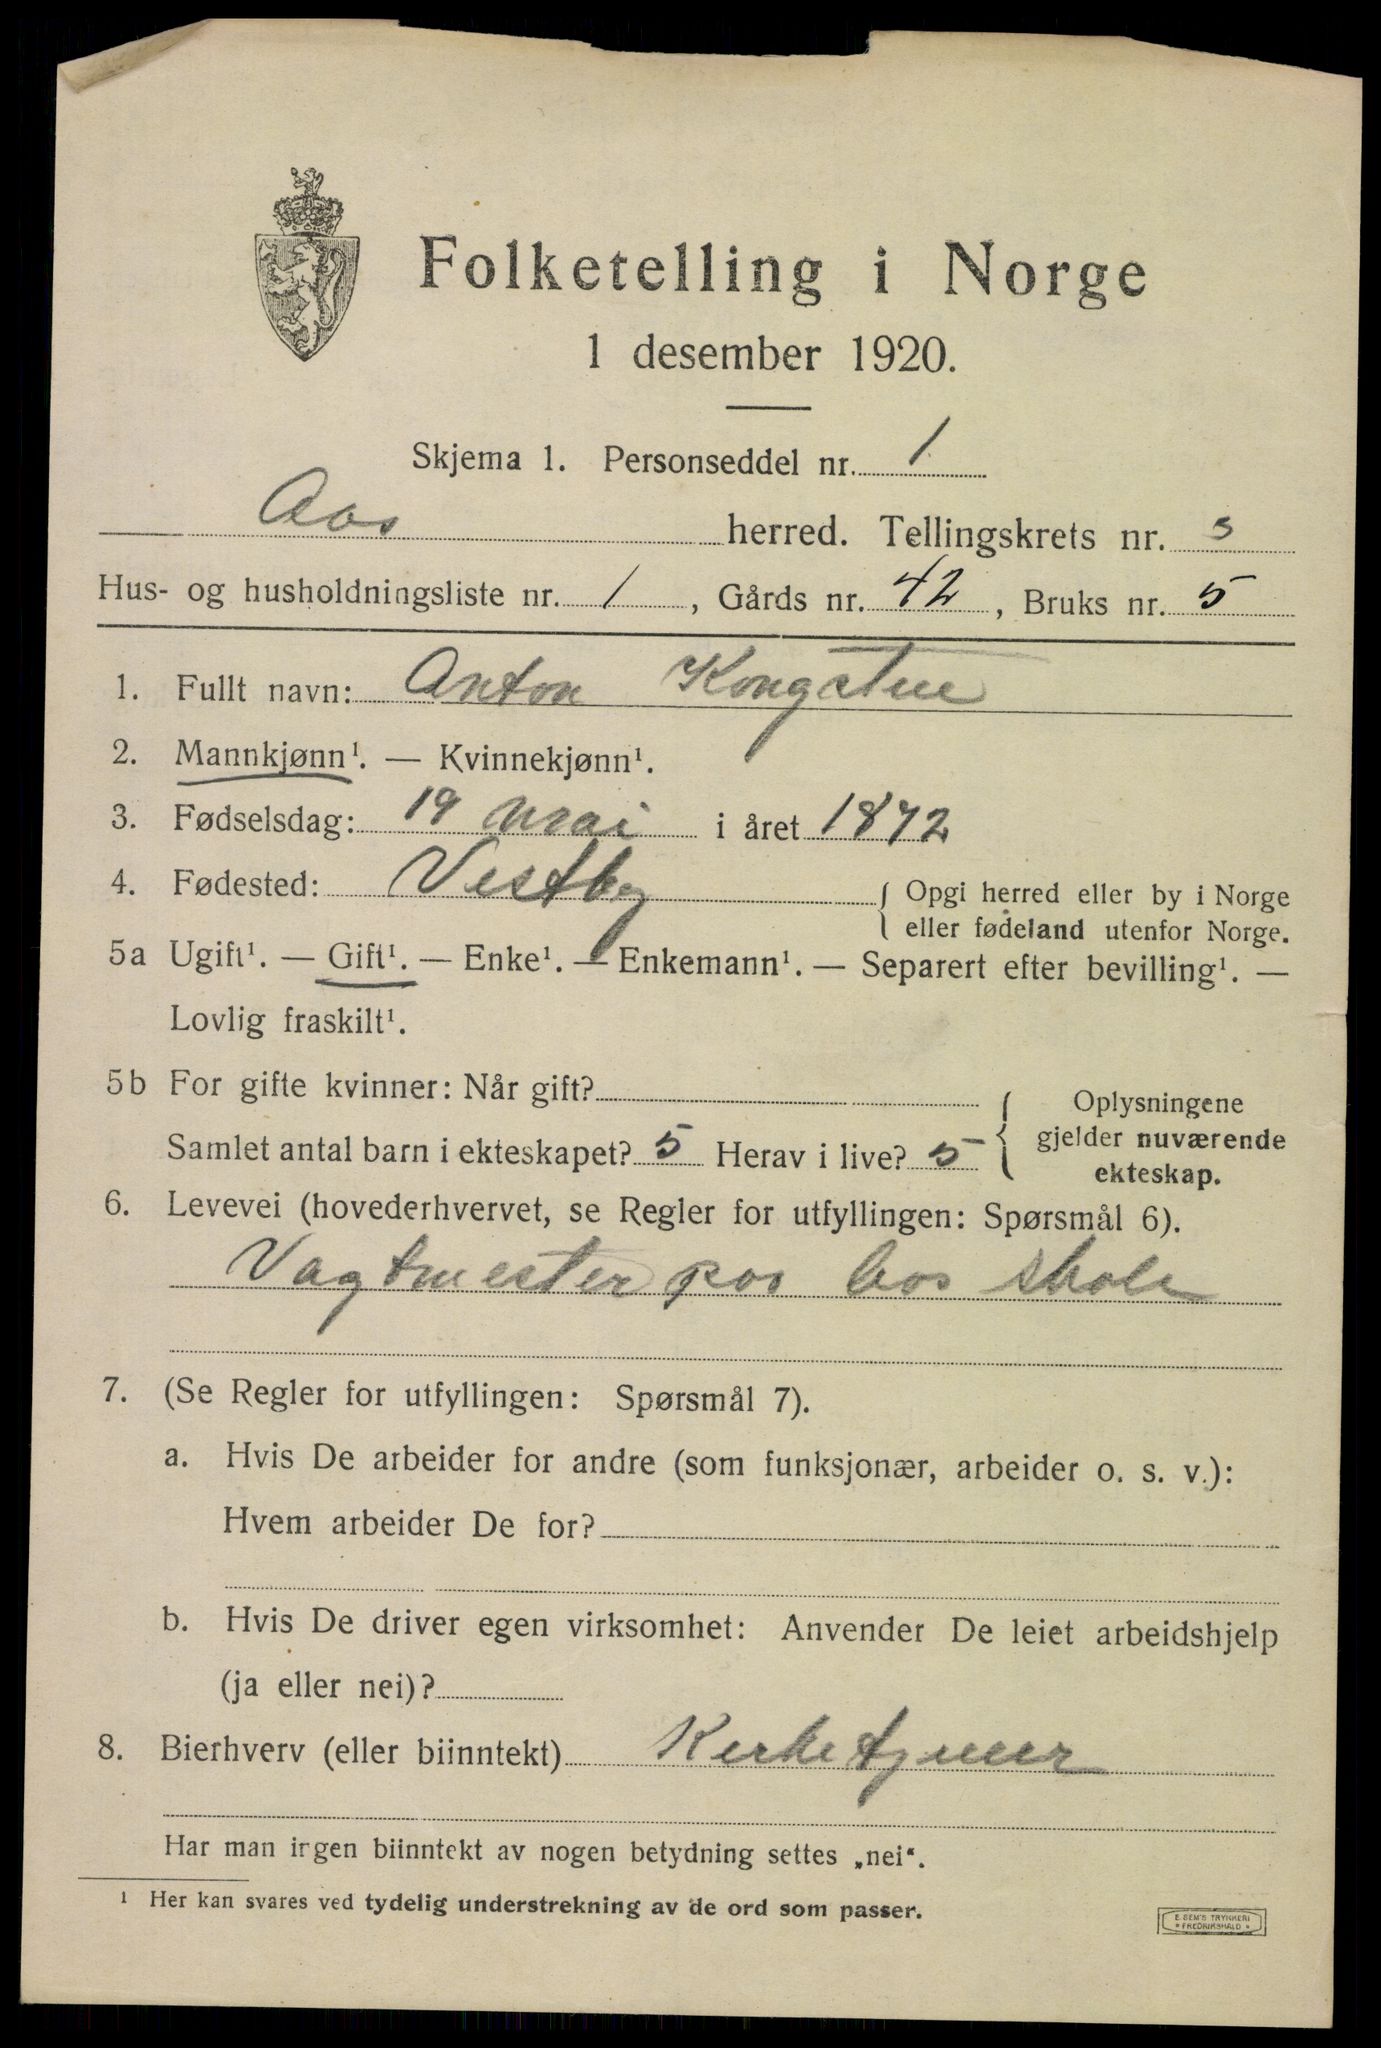 Folketelling i Norge
1 desember 1920.
Skjema 1. Personseddel nr. 1
Aas herred. Tellingskrets nr. 5
Hus- og husholdningsliste nr. 1, Gårds nr. 42, Bruks nr. 5
1. Fullt navn: Anton Kongstene
2. Mannkjønn¹. — Kvinnekjønn¹.
3. Fødselsdag: 19 mai i året 1872
4. Fødested: Vestby { Opgi herred eller by i Norge
eller fødeland utenfor Norge.
5a Ugift¹. — Gift¹. — Enke¹. — Enkemann¹. — Separert efter bevilling¹. —
Lovlig fraskilt¹.
5b For gifte kvinner: Når gift?
Samlet antal barn i ekteskapet? 5 Herav i live? 5 { Oplysningene
gjelder nuværende
ekteskap.
6. Levevei (hovederhvervet, se Regler for utfyllingen: Spørsmål 6).
Vagtmester paa Aas skole
7. (Se Regler for utfyllingen: Spørsmål 7).
a. Hvis De arbeider for andre (som funksjonær, arbeider o. s. v.):
Hvem arbeider De for?
b. Hvis De driver egen virksomhet: Anvender De leiet arbeidshjelp
(ja eller nei)?
8. Bierhverv (eller biinntekt) Kirketjener
Har man ingen biinntekt av nogen betydning settes „nei“.
¹ Her kan svares ved tydelig understrekning av de ord som passer.
E. SEM'S TRYKKERI
* FREDRIKSHALD *